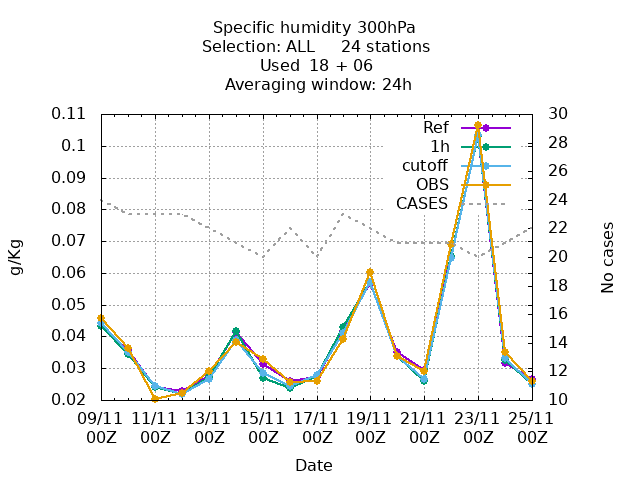 Specific humidity 300hPa
Selection: ALL 24 stations
Used 18 + 06
Averaging window: 24h
0.11
0.1
0.09
0.08
0.07
0.06
0.05
0.04
0.03
0.02
g/Kg
30
28
26
24
22
20
18
16
14
12
10
No cases
Ref
1h
cutoff
OBS
CASES
09/11 11/11 13/11 15/11 17/11 19/11 21/11 23/11 25/11
00Z 00Z 00Z 00Z 00Z 00Z 00Z 00Z 00Z
Date